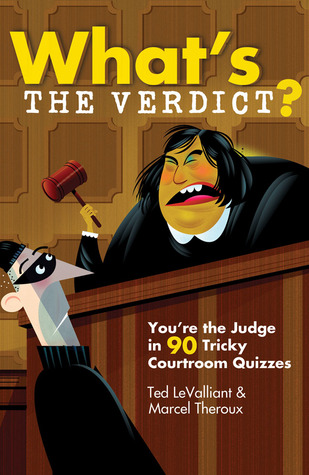 What's
THE VERDICT?
You're the Judge
in 90 Tricky
Courtroom Quizzes
Ted LeValliant &
Marcel Theroux